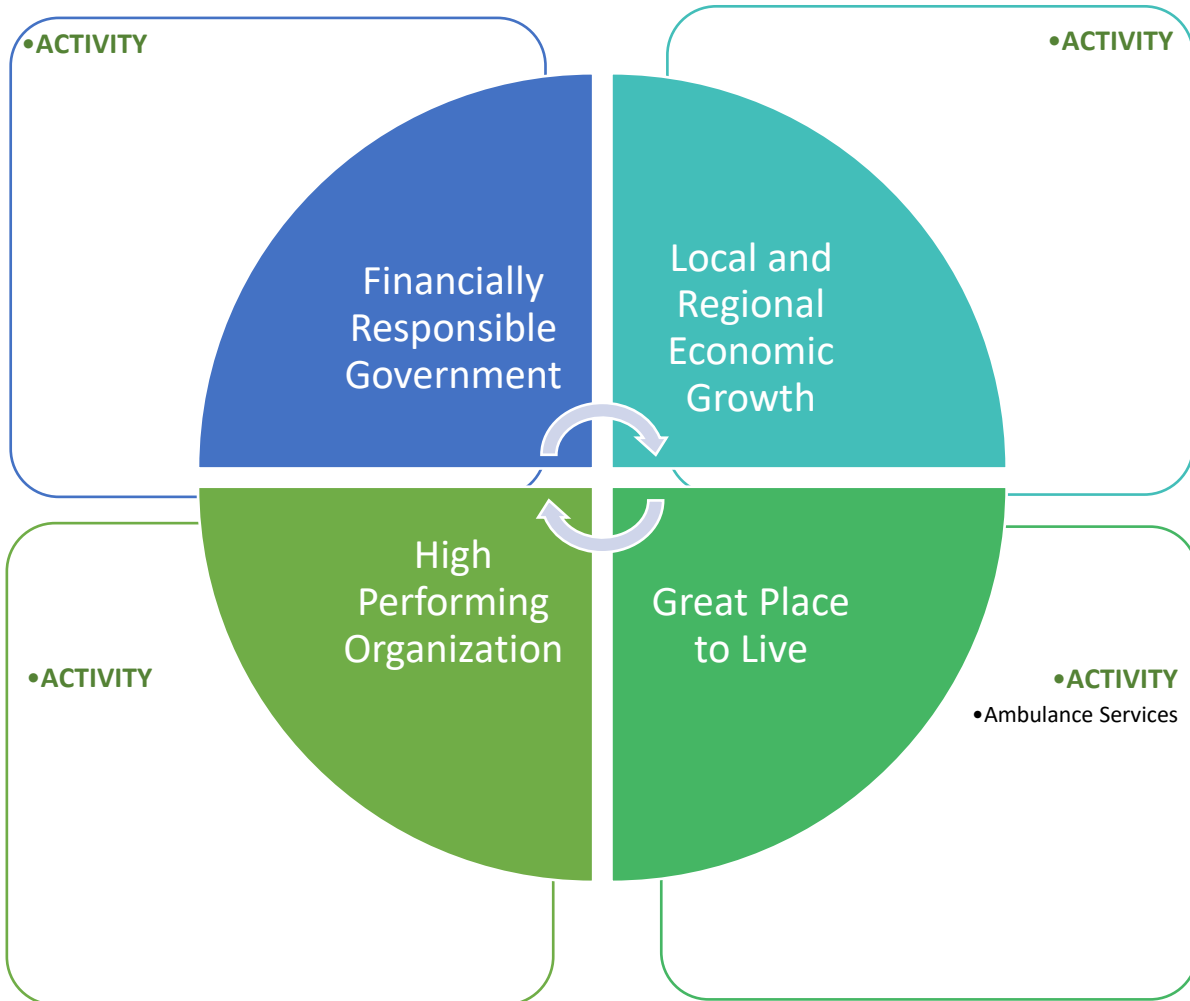 •ACTIVITY
•ACTIVITY
Financially
Responsible
Government
Local and
Regional
Economic
Growth
High
Performing
Organization
Great Place
to Live
•ACTIVITY
•ACTIVITY
•Ambulance Services